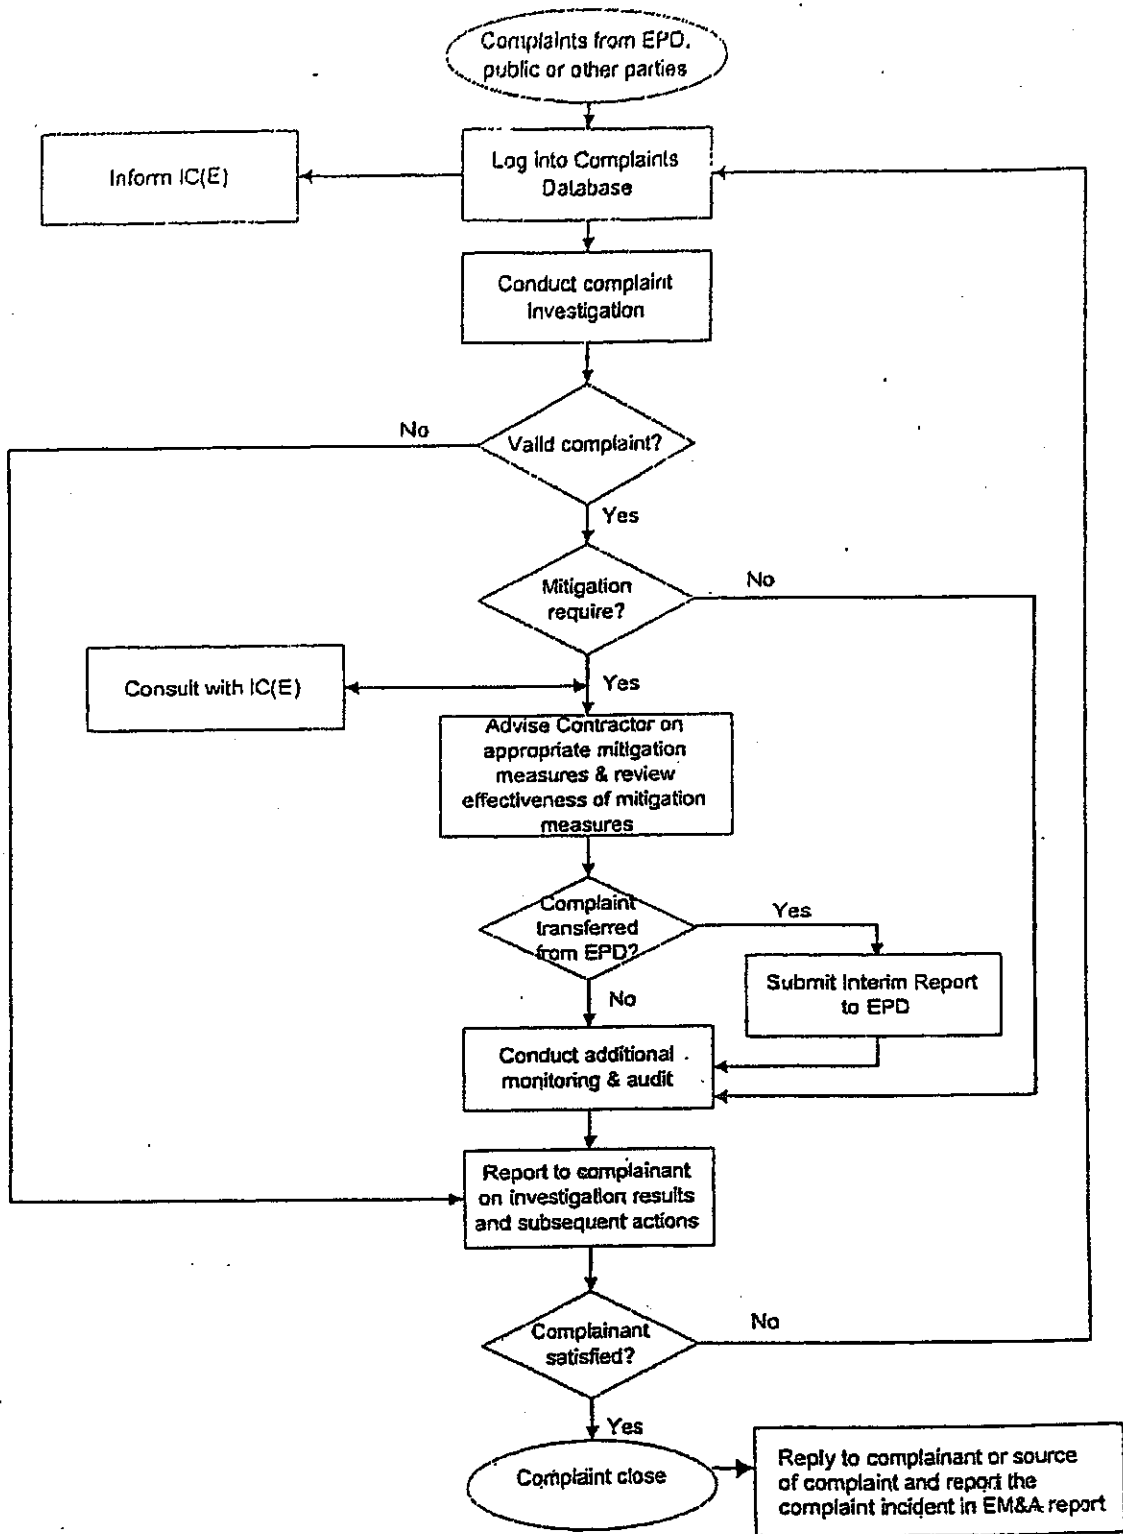 Complaints from EPD,
public or other parties
Inform IC(E)
Log into Complaints
Database
Conduct complaint
Investigation
No
Valid complaint?
Yes
Mitigation
require?
No
Consult with IC(E)
Yes
Advise Contractor on
appropriate mitigation
measures & review
effectiveness of mitigation
measures
Complaint
transferred
from EPD?
Yes
No
Submit Interim Report
to EPD
Conduct additional
monitoring & audit
Report to complainant
on investigation results
and subsequent actions
Complainant
satisfied?
No
Yes
Complaint close
Reply to complainant or source
of complaint and report the
complaint incident in EM&A report